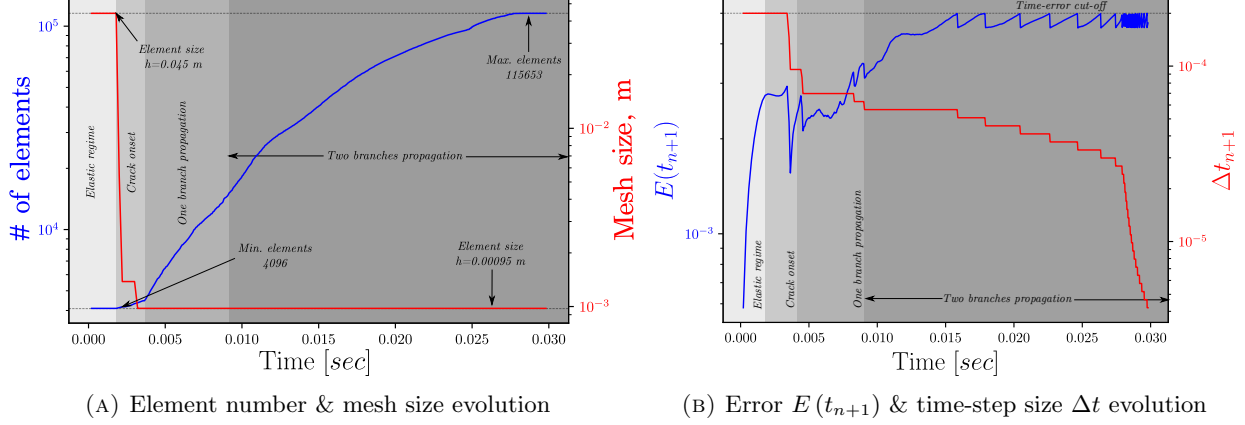 10^5
Element size
h=0.045 m
Max. elements
115653
# of elements
Elastic regime
Crack onset
One branch propagation
Two branches propagation
10^4
Min. elements
4096
Element size
h=0.00095 m
10^{-2}
10^{-3}
Mesh size, m
0.000 0.005 0.010 0.015 0.020 0.025 0.030
Time [sec]
(A) Element number & mesh size evolution
Time-error cut-off
E(t_{n+1})
10^{-3}
Elastic regime
Crack onset
One branch propagation
Two branches propagation
10^{-4}
10^{-5}
Δt_{n+1}
0.000 0.005 0.010 0.015 0.020 0.025 0.030
Time [sec]
(B) Error E (t_{n+1}) & time-step size Δt evolution